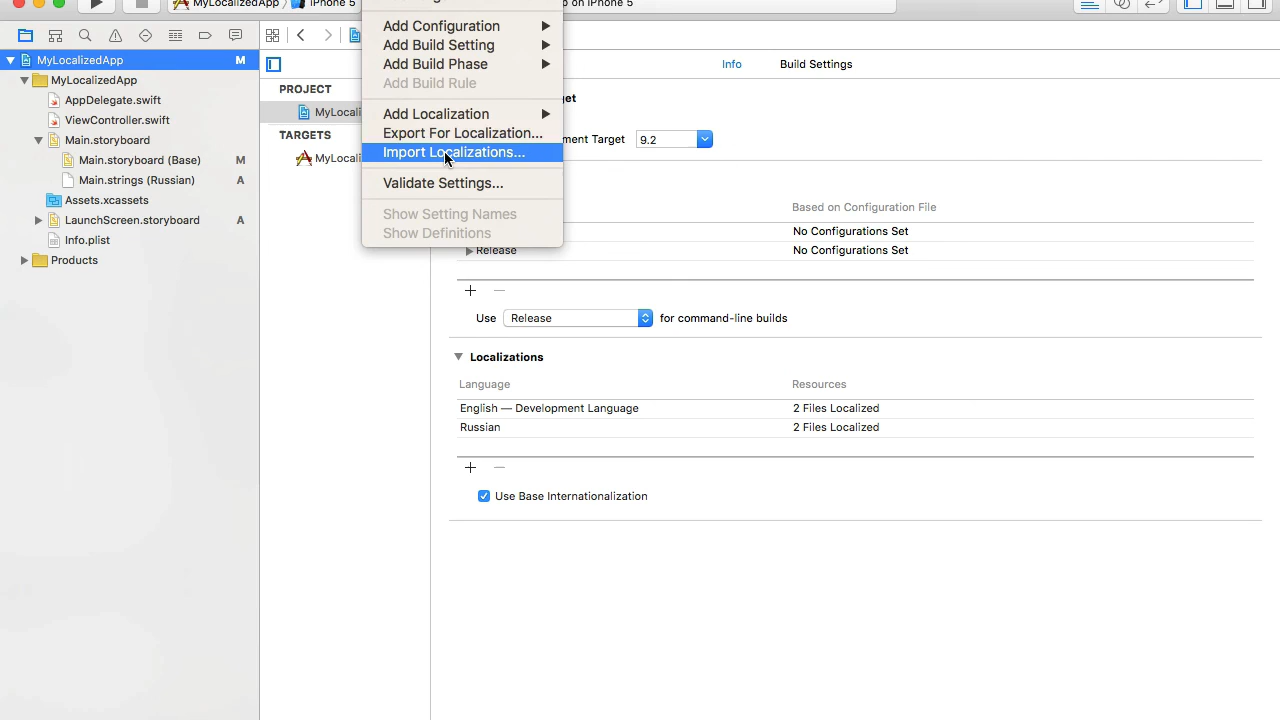 MyLocalizedApp
iPhone 5
on iPhone 5
Add Configuration
Add Build Setting
Add Build Phase
Add Build Rule
Add Localization
Export For Localization...
Import Localizations...
Validate Settings...
Show Setting Names
Show Definitions
MyLocalizedApp M
MyLocalizedApp
AppDelegate.swift
ViewController.swift
Main.storyboard
Main.storyboard (Base) M
Main.strings (Russian) A
Assets.xcassets
LaunchScreen.storyboard A
Info.plist
Products
PROJECT
MyLocali
TARGETS
MyLocali
Info Build Settings
get
ment Target 9.2
Based on Configuration File
No Configurations Set
Release No Configurations Set
Use Release for command-line builds
Localizations
Language Resources
English — Development Language 2 Files Localized
Russian 2 Files Localized
Use Base Internationalization